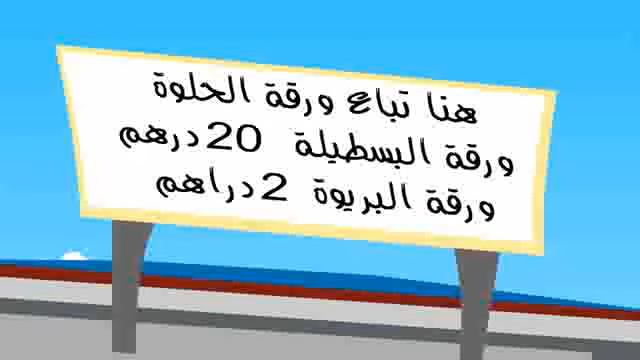 هنا تباع ورقة الحلوة
ورقة البسطيلة 20درهم
ورقة البريوة 2دراهم